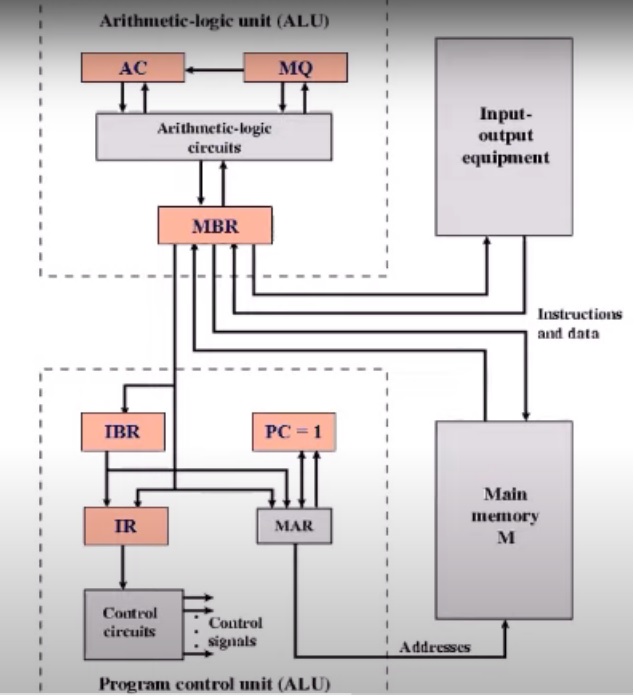 Arithmetic-logic unit (ALU)
AC
MQ
Arithmetic-logic
circuits
MBR
Input-
output
equipment
Instructions
and data
IBR
PC = 1
IR
MAR
Main
memory
M
Control
circuits
Control
signals
Addresses
Program control unit (ALU)